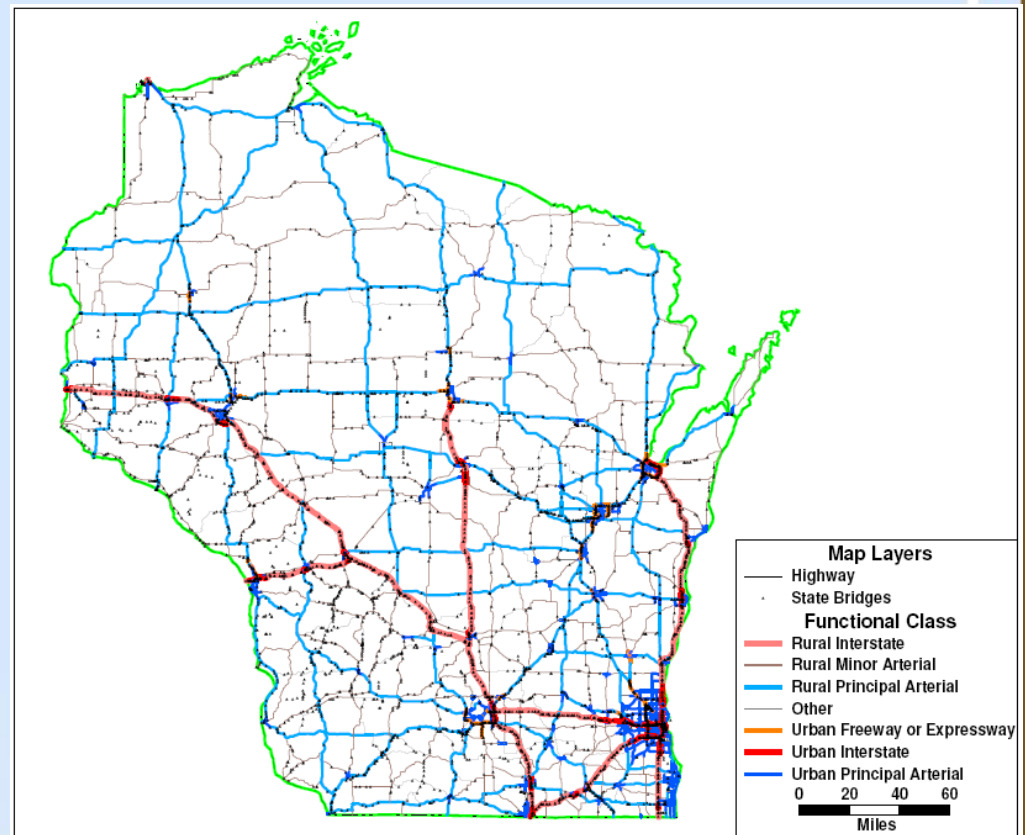 Map Layers
Highway
State Bridges
Functional Class
Rural Interstate
Rural Minor Arterial
Rural Principal Arterial
Other
Urban Freeway or Expressway
Urban Interstate
Urban Principal Arterial
0 20 40 60
Miles